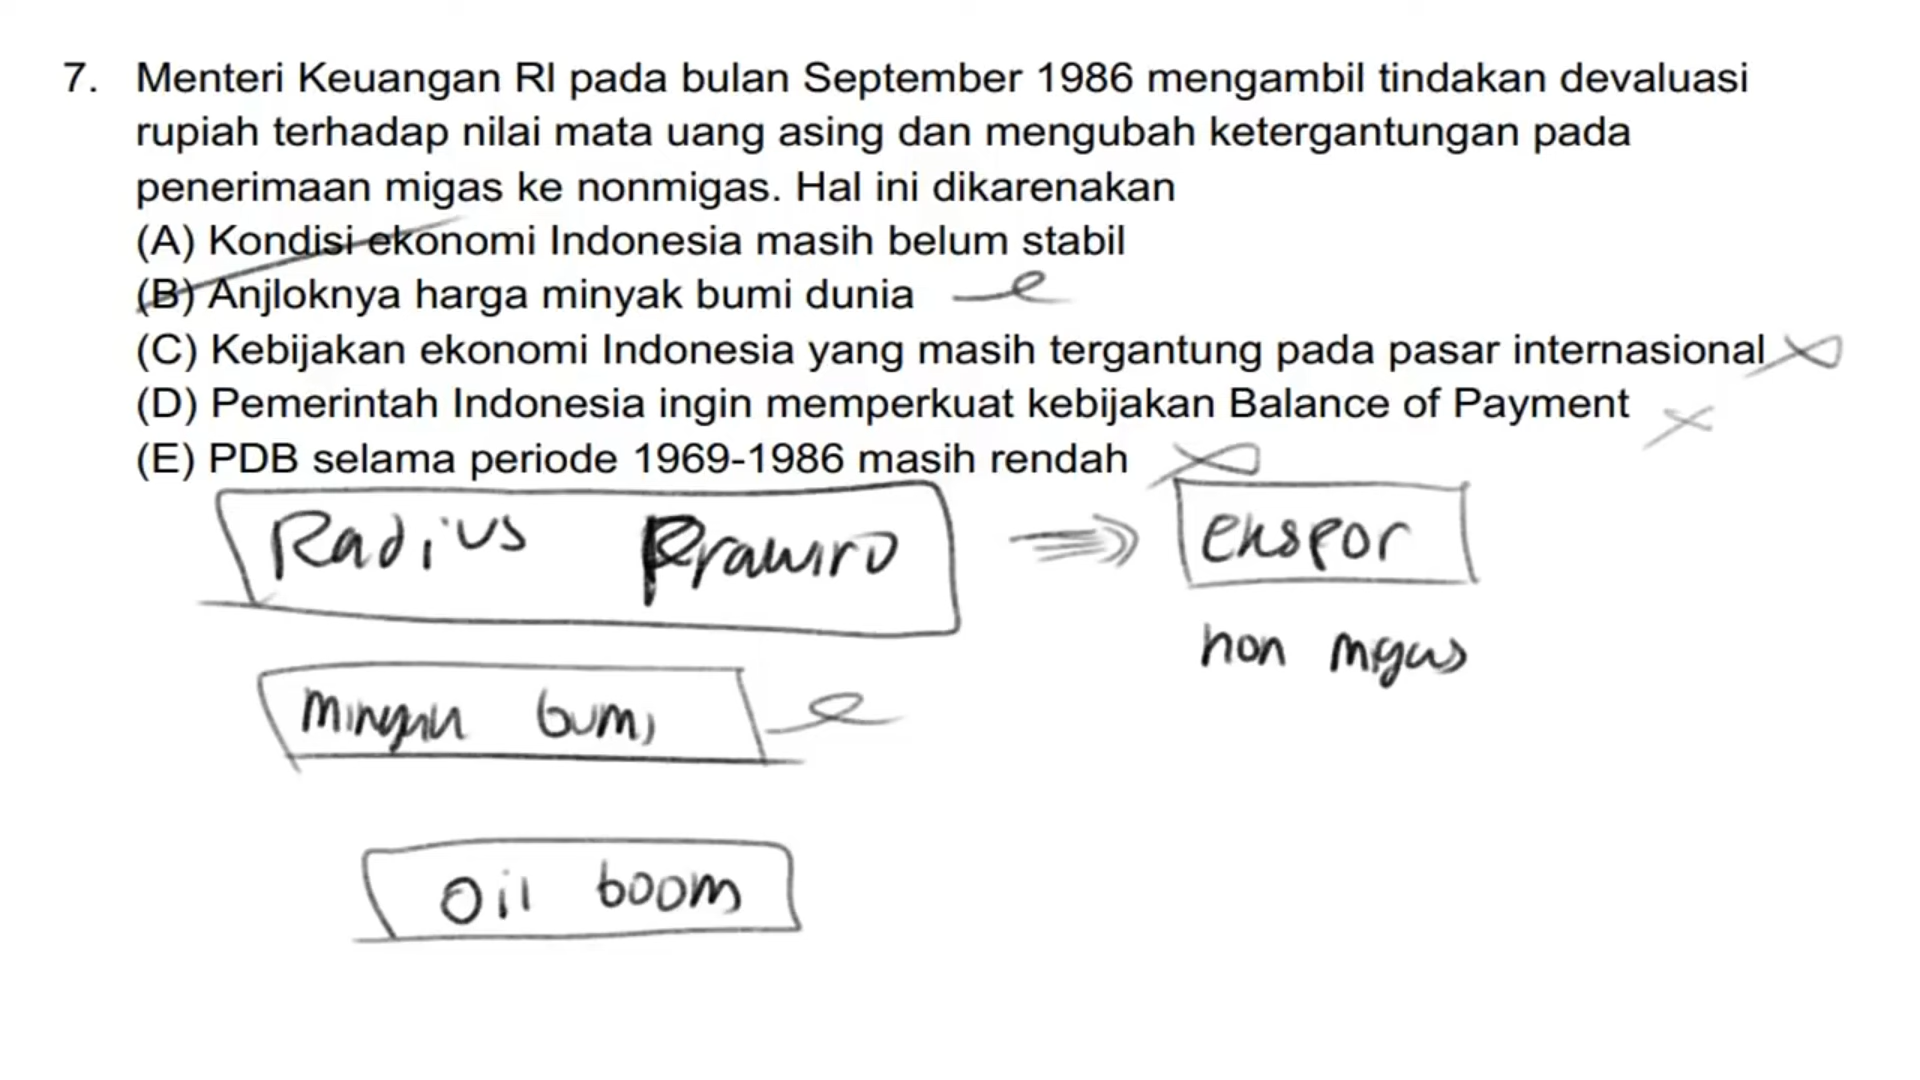 7. Menteri Keuangan RI pada bulan September 1986 mengambil tindakan devaluasi
rupiah terhadap nilai mata uang asing dan mengubah ketergantungan pada
penerimaan migas ke nonmigas. Hal ini dikarenakan
(A) Kondisi ekonomi Indonesia masih belum stabil
(B) Anjloknya harga minyak bumi dunia
(C) Kebijakan ekonomi Indonesia yang masih tergantung pada pasar internasional
(D) Pemerintah Indonesia ingin memperkuat kebijakan Balance of Payment
(E) PDB selama periode 1969-1986 masih rendah
Radius Prawiro
ekspor
non migas
minyak bumi
Oil boom